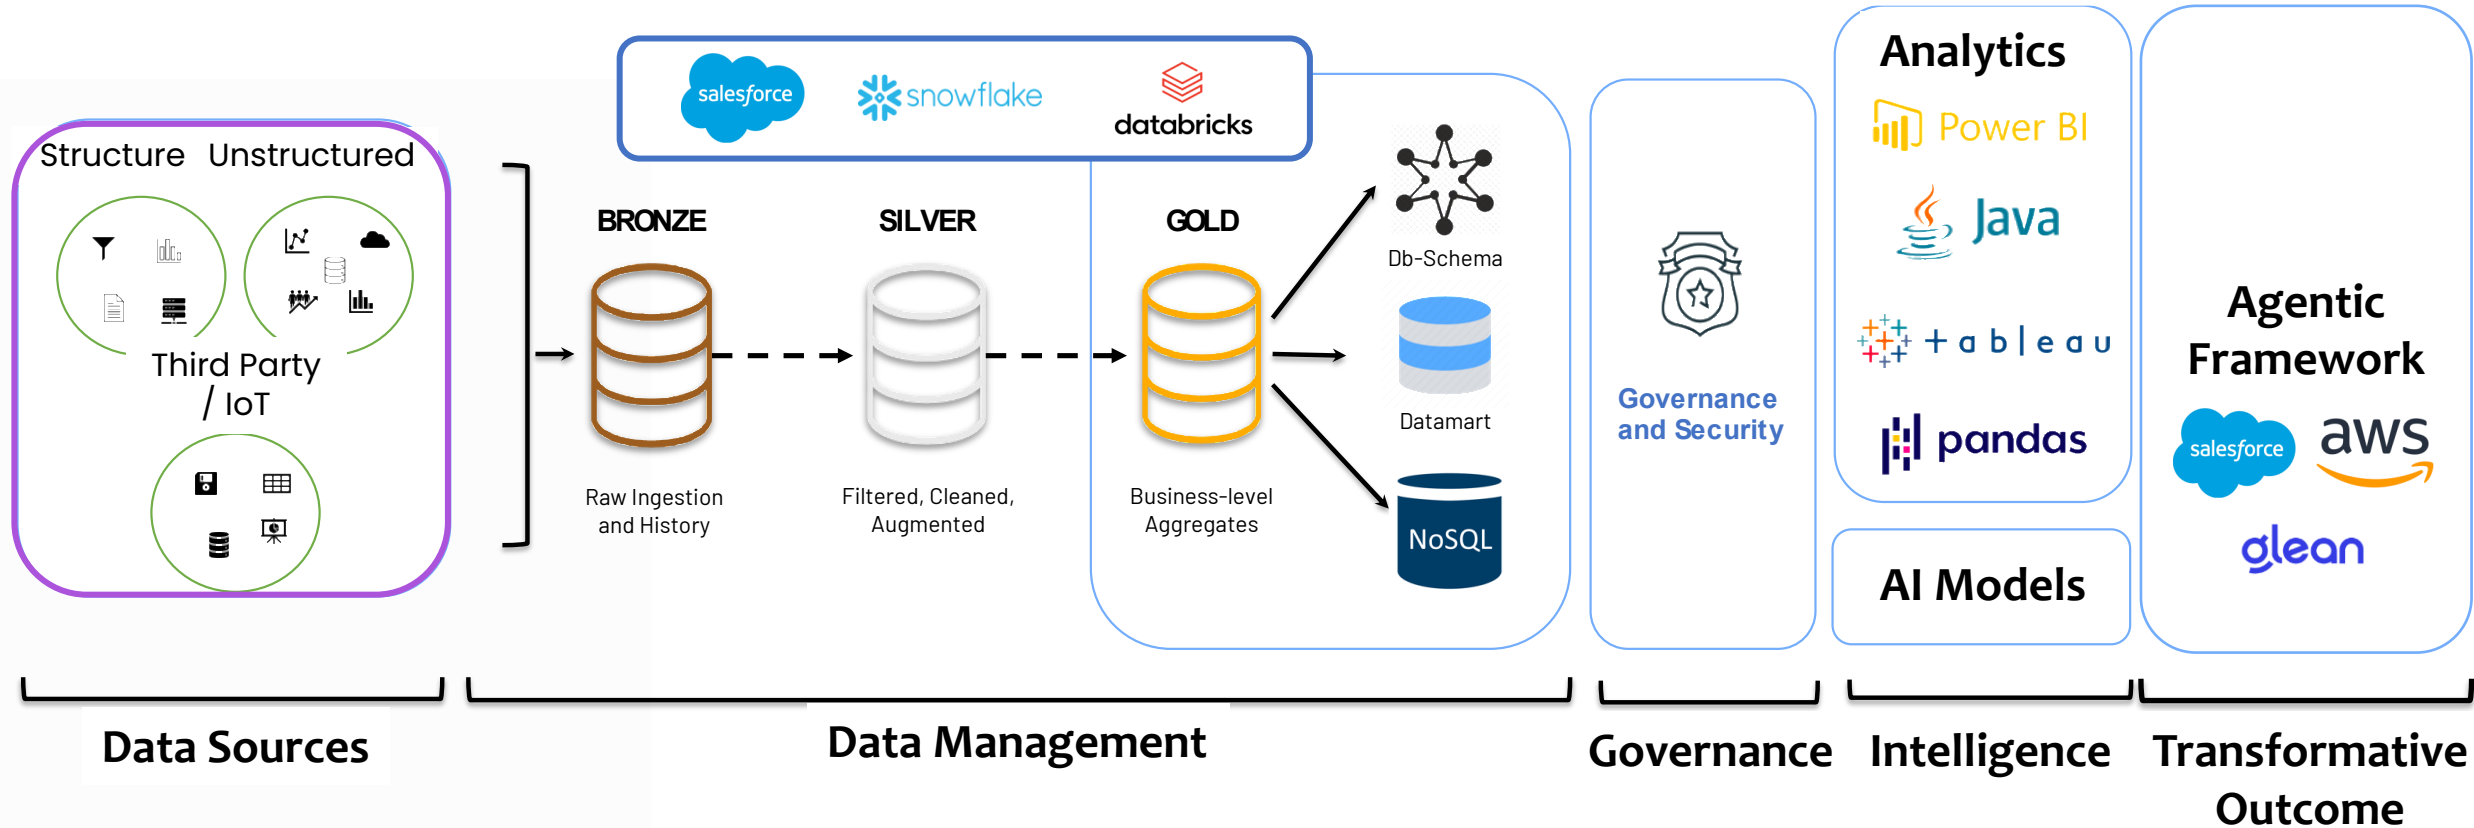 Structure
Unstructured
Third Party
/ IoT
salesforce
snowflake
databricks
BRONZE
SILVER
GOLD
Raw Ingestion
and History
Filtered, Cleaned,
Augmented
Business-level
Aggregates
Db-Schema
Datamart
NoSQL
Governance
and Security
Analytics
Power BI
Java
+ableau
pandas
AI Models
Agentic
Framework
salesforce
aws
glean
Data Sources
Data Management
Governance
Intelligence
Transformative
Outcome